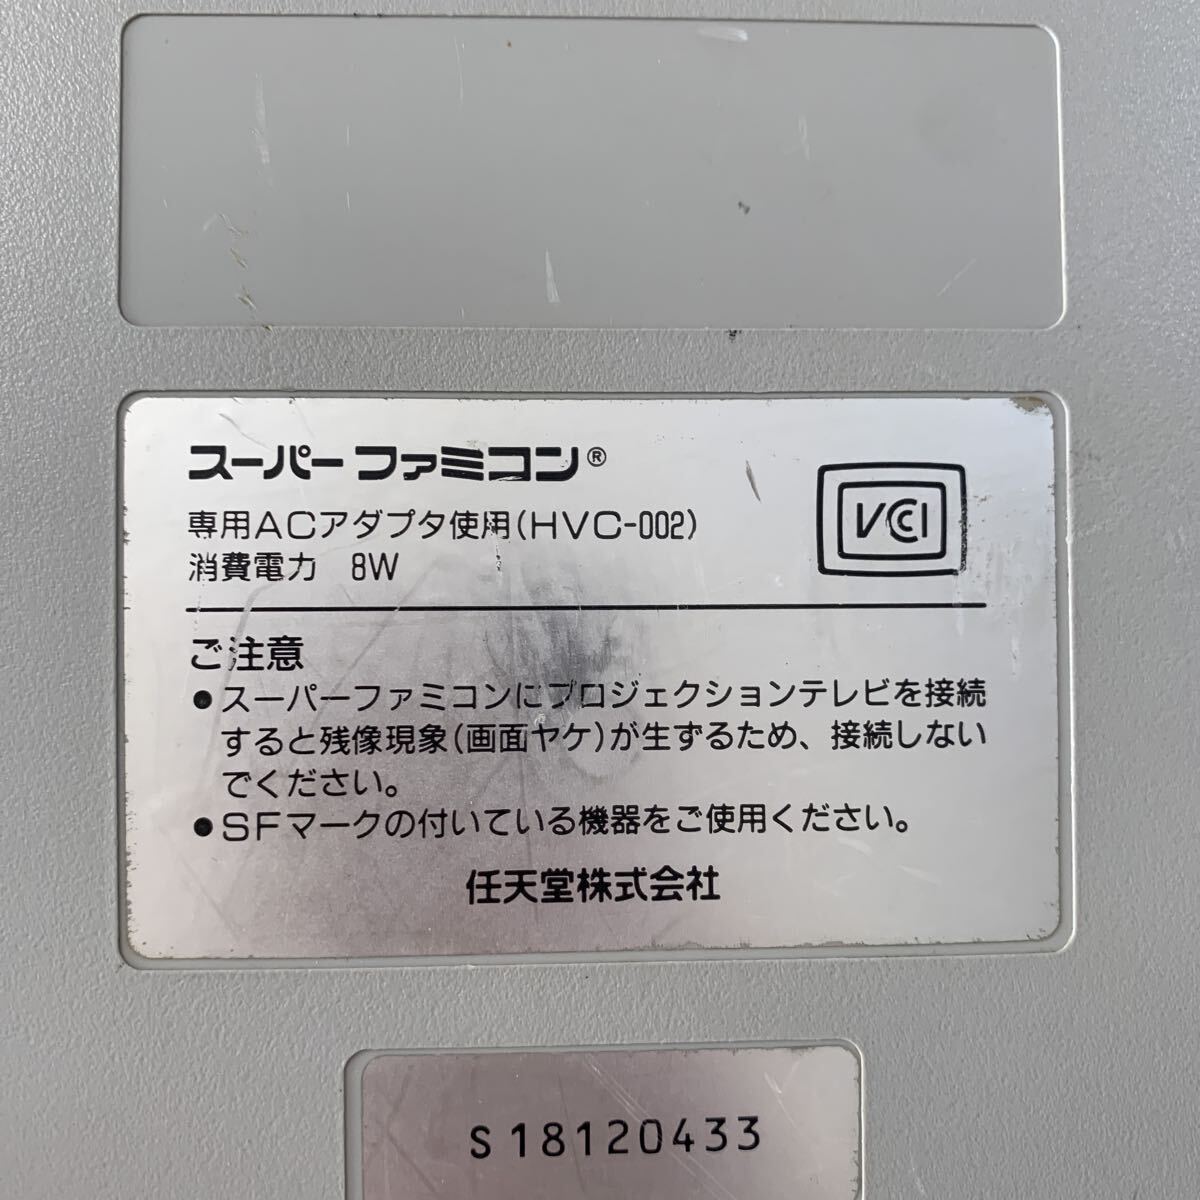 スーパーファミコン®
VCCI
専用ACアダプタ使用(HVC-002)
消費電力 8W
ご注意
●スーパーファミコンにプロジェクションテレビを接続
すると残像現象(画面ヤケ)が生ずるため、接続しない
でください。
●SFマークの付いている機器をご使用ください。
任天堂株式会社
S18120433